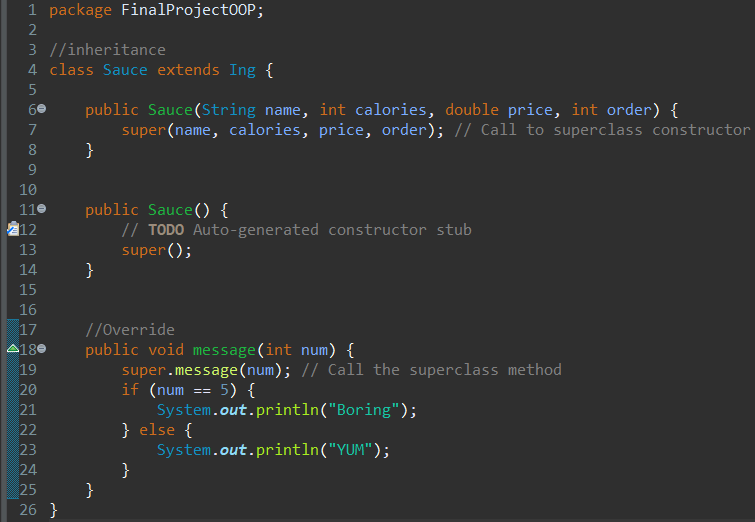 1 package FinalProjectOOP;
2
3 //inheritance
4 class Sauce extends Ing {
5
6     public Sauce(String name, int calories, double price, int order) {
7         super(name, calories, price, order); // Call to superclass constructor
8     }
9
10
11     public Sauce() {
12         // TODO Auto-generated constructor stub
13         super();
14     }
15
16
17     //Override
18     public void message(int num) {
19         super.message(num); // Call the superclass method
20         if (num == 5) {
21             System.out.println("Boring");
22         } else {
23             System.out.println("YUM");
24         }
25     }
26 }